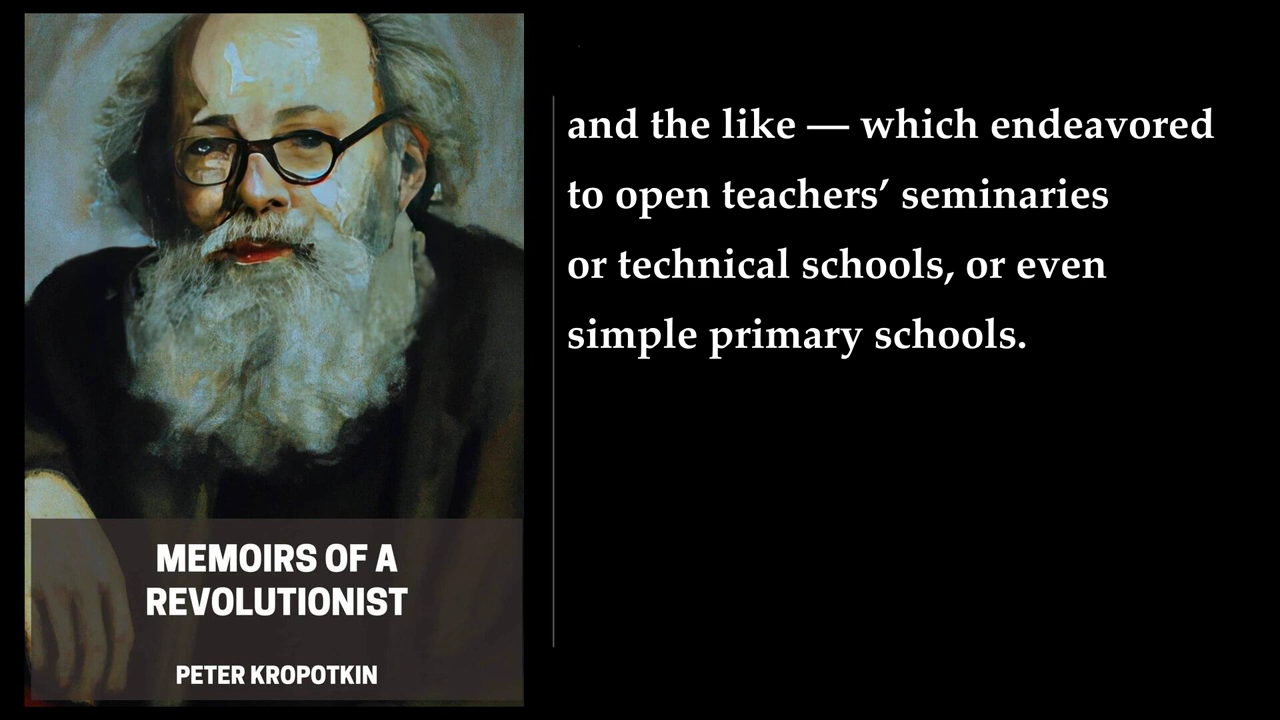 MEMOIRS OF A
REVOLUTIONIST
PETER KROPOTKIN
and the like — which endeavored
to open teachers’ seminaries
or technical schools, or even
simple primary schools.